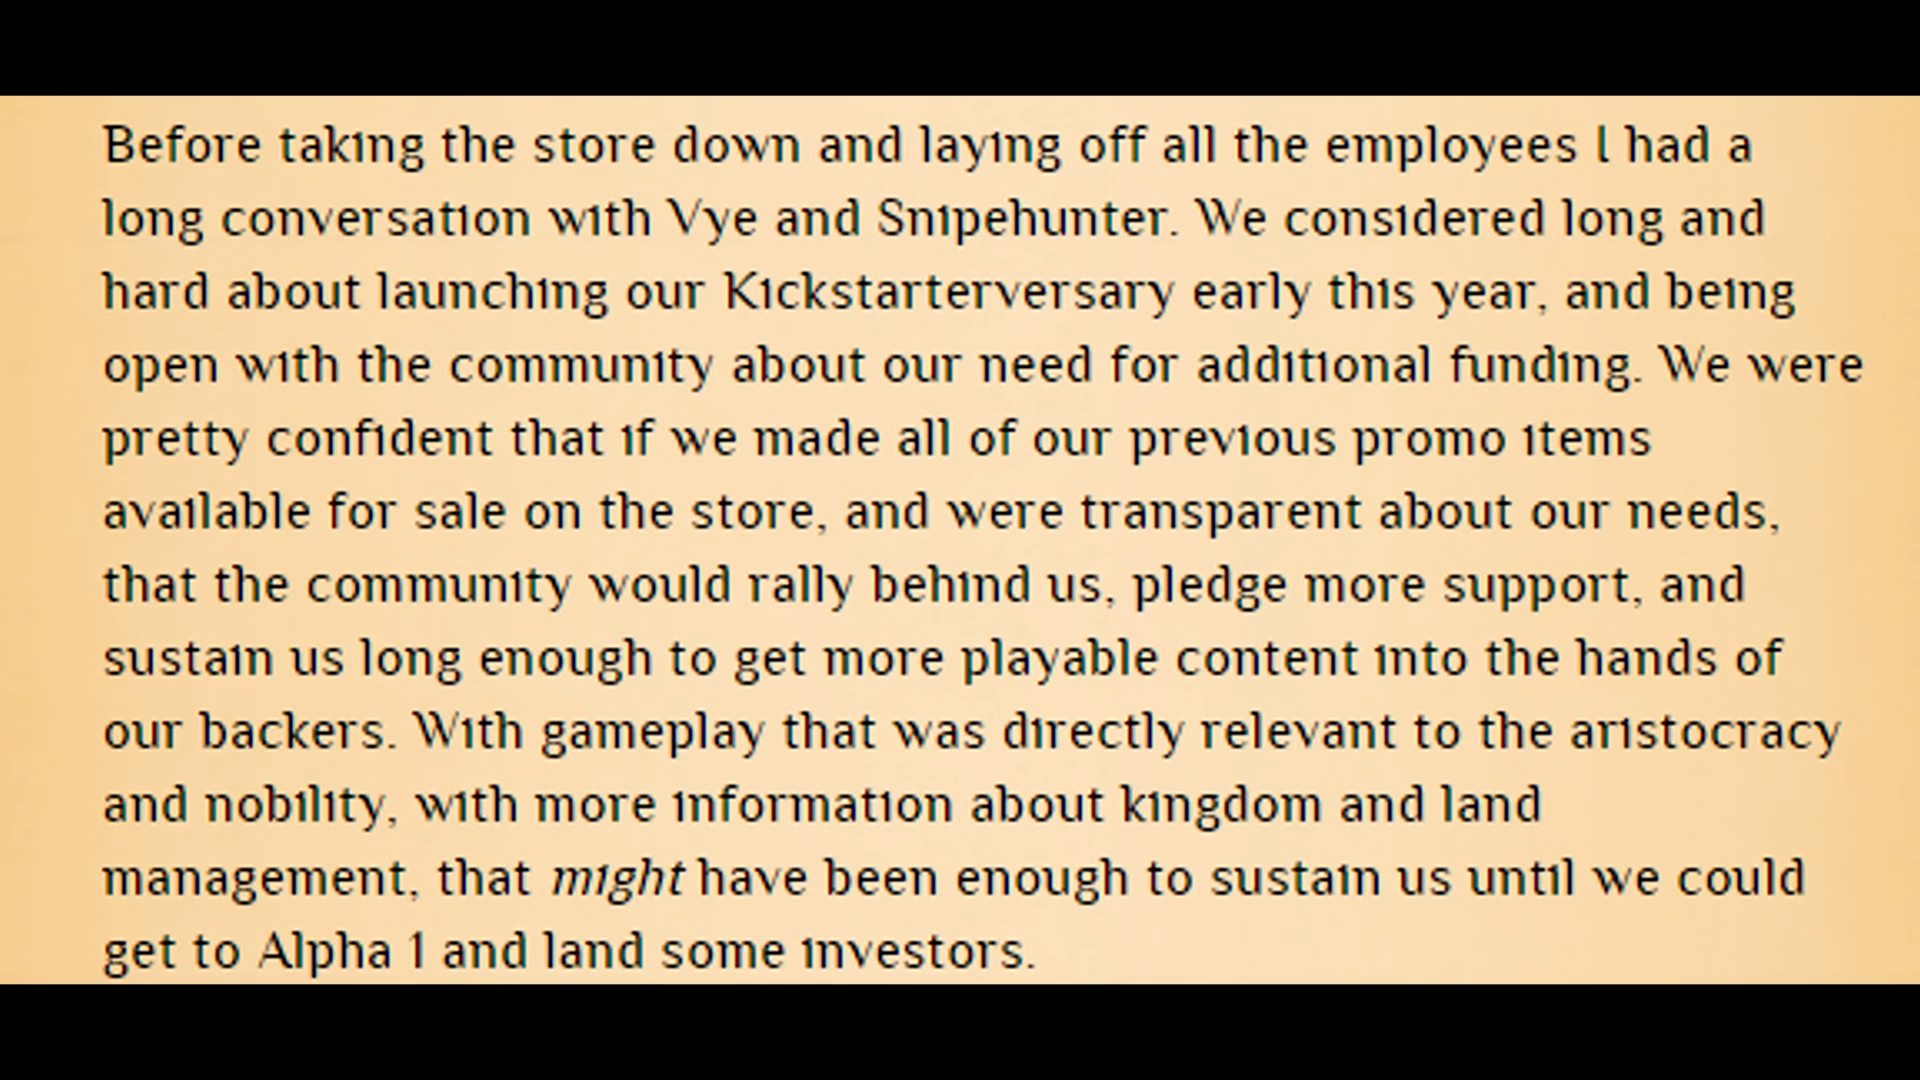 Before taking the store down and laying off all the employees I had a
long conversation with Vye and Snipehunter. We considered long and
hard about launching our Kickstarterversary early this year, and being
open with the community about our need for additional funding. We were
pretty confident that if we made all of our previous promo items
available for sale on the store, and were transparent about our needs,
that the community would rally behind us, pledge more support, and
sustain us long enough to get more playable content into the hands of
our backers. With gameplay that was directly relevant to the aristocracy
and nobility, with more information about kingdom and land
management, that might have been enough to sustain us until we could
get to Alpha 1 and land some investors.